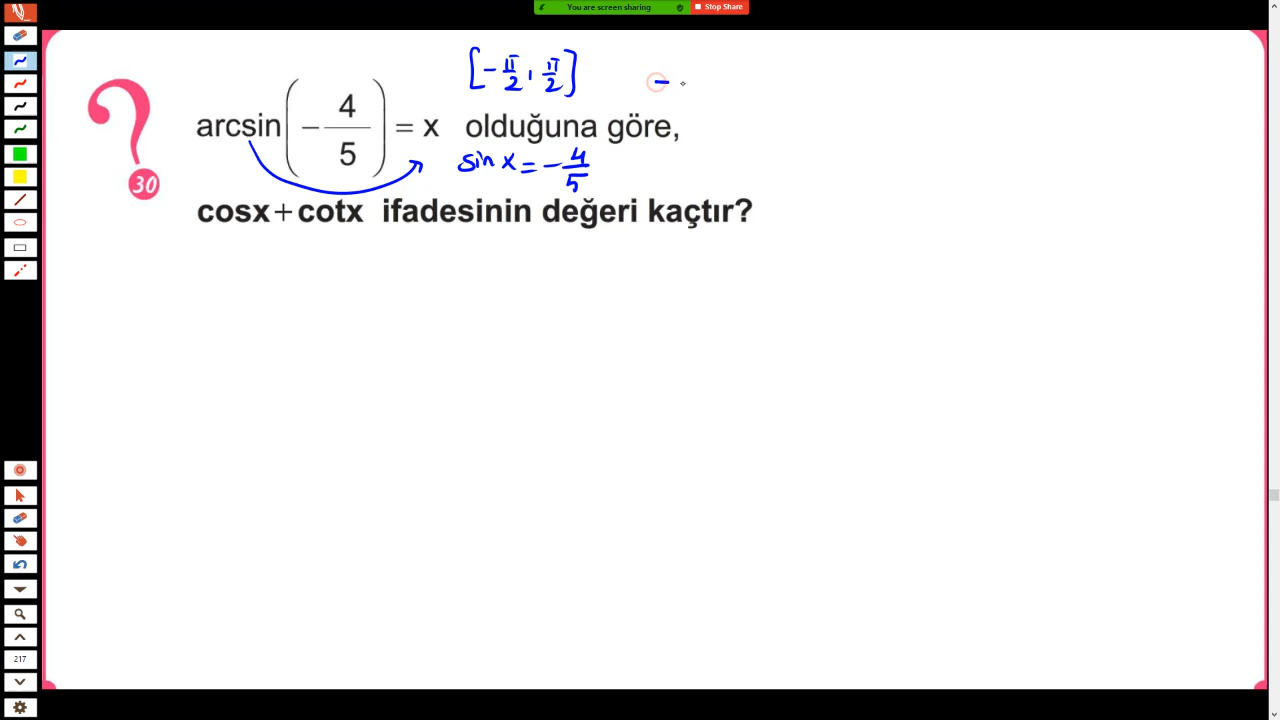 You are screen sharing Stop Share
[-π/2, π/2] -
30 arcsin(-4/5) = x olduğuna göre,
sin x = -4/5
cosx+cotx ifadesinin değeri kaçtır?
217